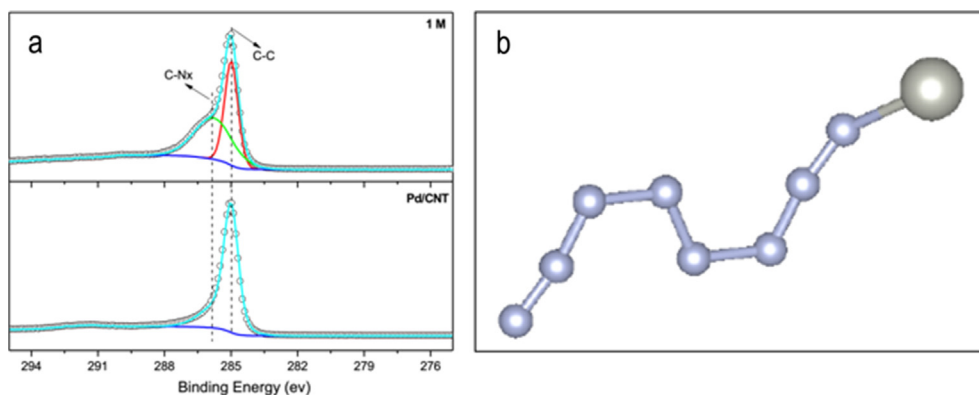 a
1 M
C-C
C-Nx
Pd/CNT
294 291 288 285 282 279 276
Binding Energy (ev)
b